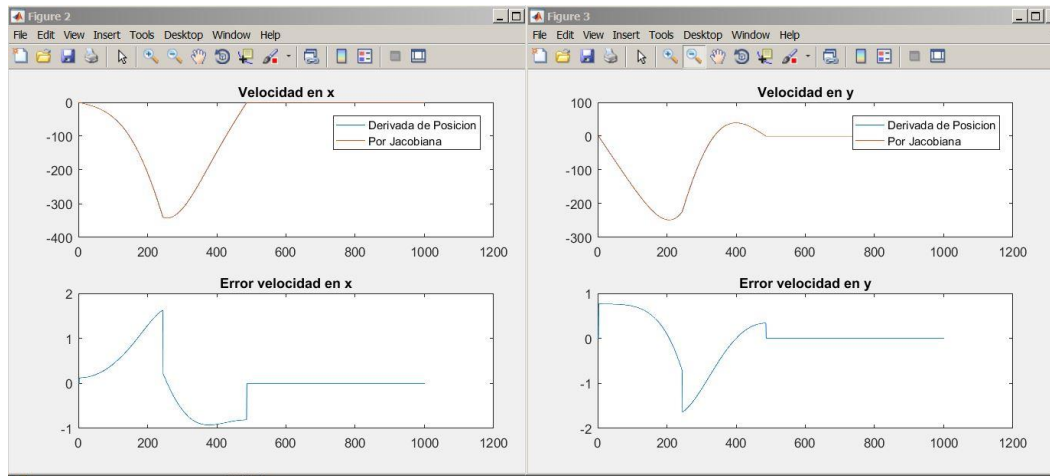 Figure 2
File Edit View Insert Tools Desktop Window Help
Velocidad en x
0
-100
-200
-300
-400
Derivada de Posicion
Por Jacobiana
0 200 400 600 800 1000 1200
Error velocidad en x
2
1
0
-1
0 200 400 600 800 1000 1200
Figure 3
File Edit View Insert Tools Desktop Window Help
Velocidad en y
100
0
-100
-200
-300
Derivada de Posicion
Por Jacobiana
0 200 400 600 800 1000 1200
Error velocidad en y
1
0
-1
-2
0 200 400 600 800 1000 1200